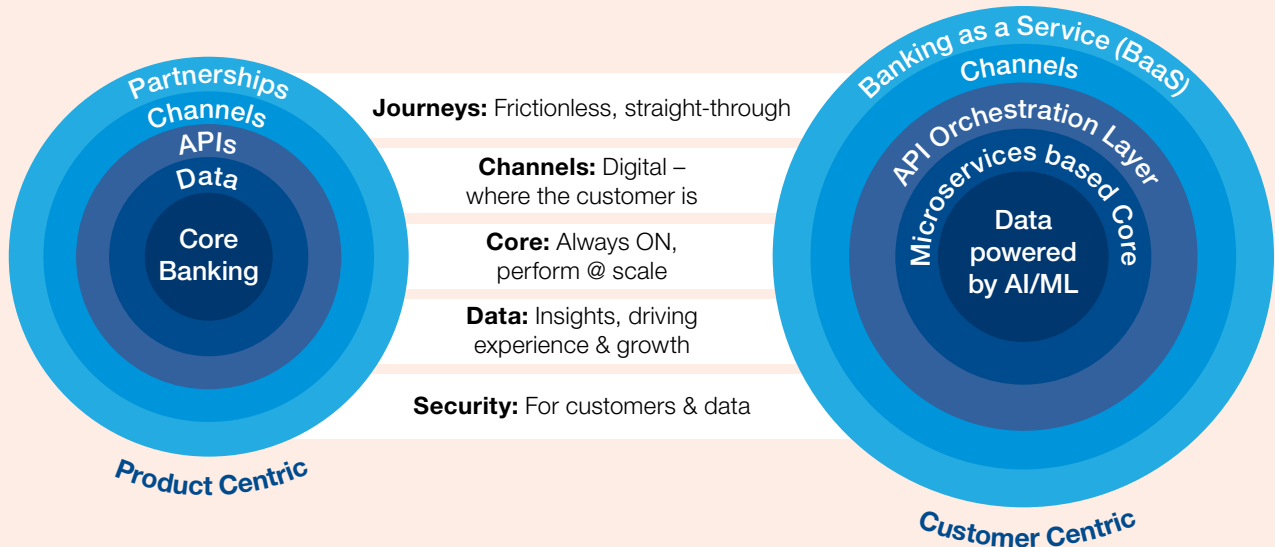 Partnerships
Channels
APIs
Data
Core
Banking
Product Centric
Journeys: Frictionless, straight-through
Channels: Digital –
where the customer is
Core: Always ON,
perform @ scale
Data: Insights, driving
experience & growth
Security: For customers & data
Banking as a Service (BaaS)
Channels
API Orchestration Layer
Microservices based Core
Data
powered
by AI/ML
Customer Centric